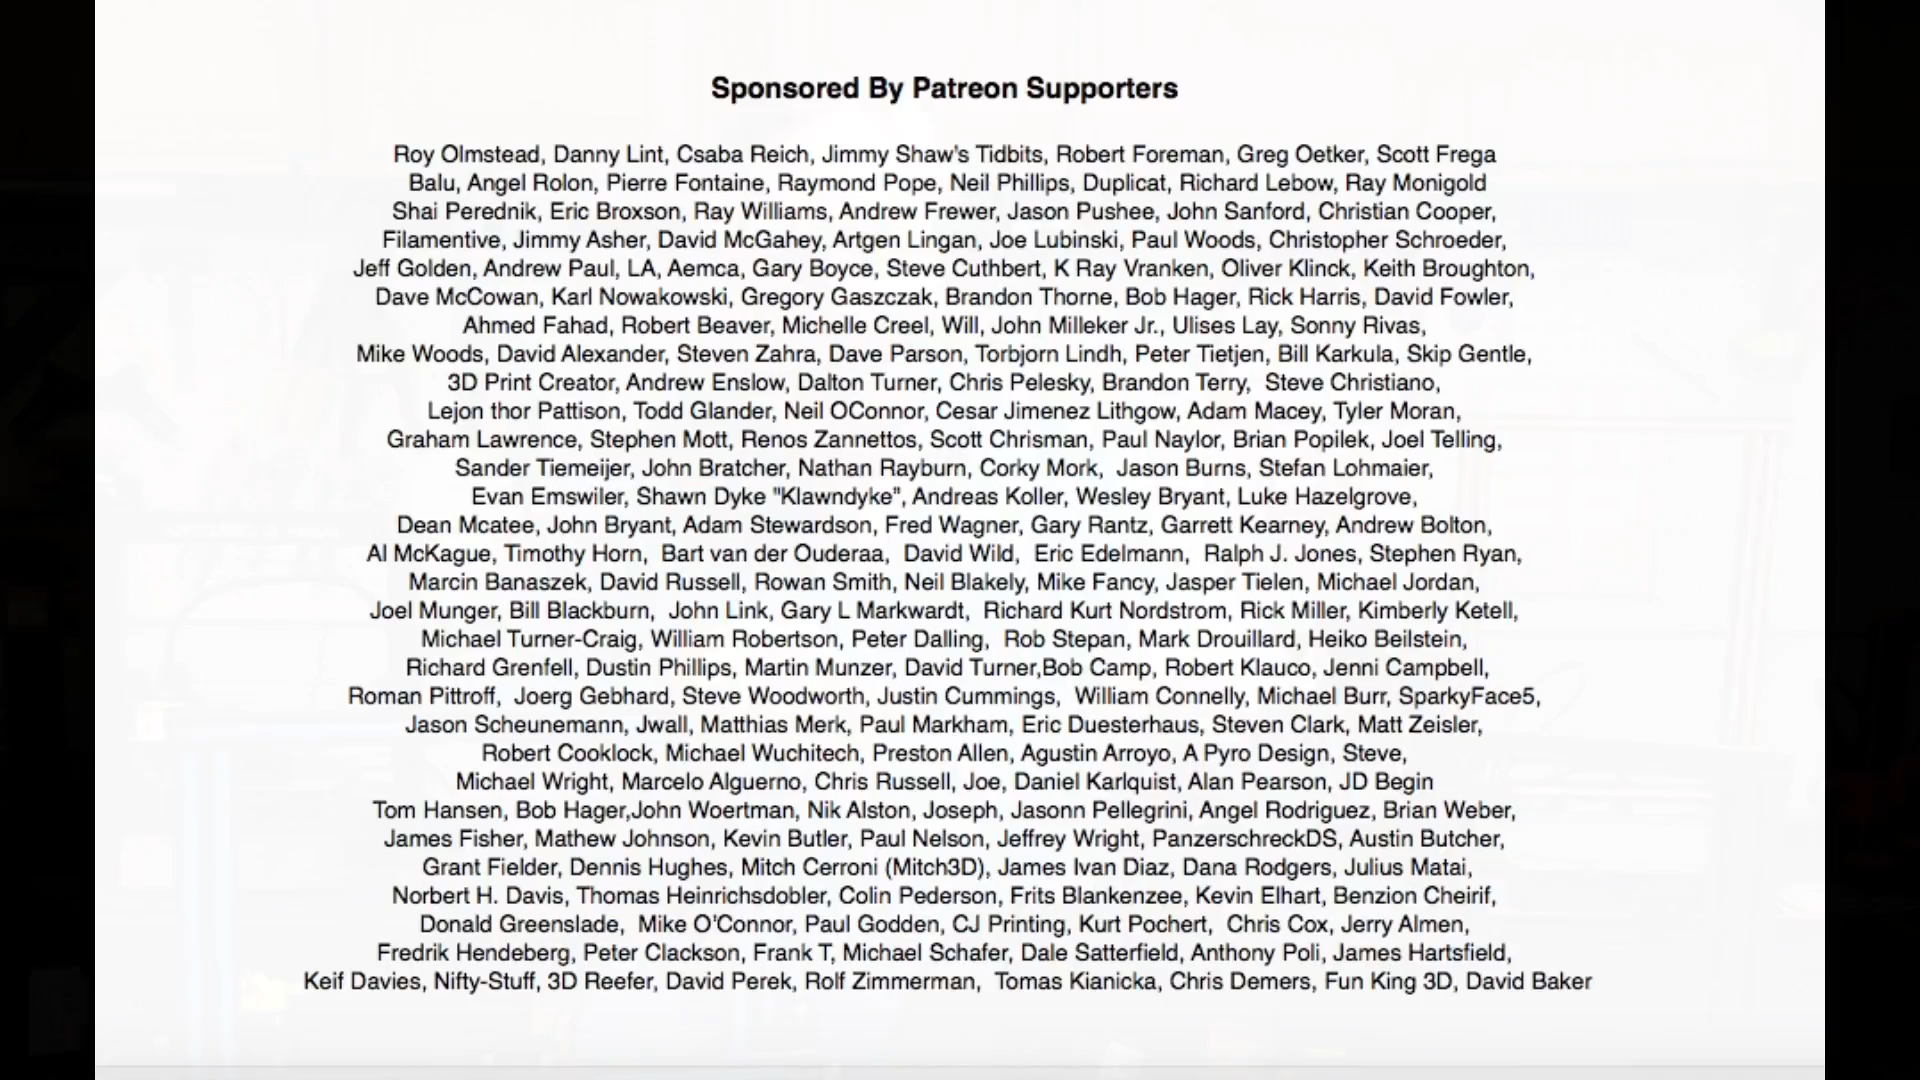 Sponsored By Patreon Supporters
Roy Olmstead, Danny Lint, Csaba Reich, Jimmy Shaw's Tidbits, Robert Foreman, Greg Oetker, Scott Frega
Balu, Angel Rolon, Pierre Fontaine, Raymond Pope, Neil Phillips, Duplicat, Richard Lebow, Ray Monigold
Shai Perednik, Eric Broxson, Ray Williams, Andrew Frewer, Jason Pushee, John Sanford, Christian Cooper,
Filamentive, Jimmy Asher, David McGahey, Artgen Lingan, Joe Lubinski, Paul Woods, Christopher Schroeder,
Jeff Golden, Andrew Paul, LA, Aemca, Gary Boyce, Steve Cuthbert, K Ray Vranken, Oliver Klinck, Keith Broughton,
Dave McCowan, Karl Nowakowski, Gregory Gaszczak, Brandon Thorne, Bob Hager, Rick Harris, David Fowler,
Ahmed Fahad, Robert Beaver, Michelle Creel, Will, John Milleker Jr., Ulises Lay, Sonny Rivas,
Mike Woods, David Alexander, Steven Zahra, Dave Parson, Torbjorn Lindh, Peter Tietjen, Bill Karkula, Skip Gentle,
3D Print Creator, Andrew Enslow, Dalton Turner, Chris Pelesky, Brandon Terry,  Steve Christiano,
Lejon thor Pattison, Todd Glander, Neil OConnor, Cesar Jimenez Lithgow, Adam Macey, Tyler Moran,
Graham Lawrence, Stephen Mott, Renos Zannettos, Scott Chrisman, Paul Naylor, Brian Popilek, Joel Telling,
Sander Tiemeijer, John Bratcher, Nathan Rayburn, Corky Mork,  Jason Burns, Stefan Lohmaier,
Evan Emswiler, Shawn Dyke "Klawndyke", Andreas Koller, Wesley Bryant, Luke Hazelgrove,
Dean Mcatee, John Bryant, Adam Stewardson, Fred Wagner, Gary Rantz, Garrett Kearney, Andrew Bolton,
Al McKague, Timothy Horn,  Bart van der Ouderaa,  David Wild,  Eric Edelmann,  Ralph J. Jones, Stephen Ryan,
Marcin Banaszek, David Russell, Rowan Smith, Neil Blakely, Mike Fancy, Jasper Tielen, Michael Jordan,
Joel Munger, Bill Blackburn,  John Link, Gary L Markwardt,  Richard Kurt Nordstrom, Rick Miller, Kimberly Ketell,
Michael Turner-Craig, William Robertson, Peter Dalling,  Rob Stepan, Mark Drouillard, Heiko Beilstein,
Richard Grenfell, Dustin Phillips, Martin Munzer, David Turner,Bob Camp, Robert Klauco, Jenni Campbell,
Roman Pittroff,  Joerg Gebhard, Steve Woodworth, Justin Cummings,  William Connelly, Michael Burr, SparkyFace5,
Jason Scheunemann, Jwall, Matthias Merk, Paul Markham, Eric Duesterhaus, Steven Clark, Matt Zeisler,
Robert Cooklock, Michael Wuchitech, Preston Allen, Agustin Arroyo, A Pyro Design, Steve,
Michael Wright, Marcelo Alguerno, Chris Russell, Joe, Daniel Karlquist, Alan Pearson, JD Begin
Tom Hansen, Bob Hager,John Woertman, Nik Alston, Joseph, Jasonn Pellegrini, Angel Rodriguez, Brian Weber,
James Fisher, Mathew Johnson, Kevin Butler, Paul Nelson, Jeffrey Wright, PanzerschreckDS, Austin Butcher,
Grant Fielder, Dennis Hughes, Mitch Cerroni (Mitch3D), James Ivan Diaz, Dana Rodgers, Julius Matai,
Norbert H. Davis, Thomas Heinrichsdobler, Colin Pederson, Frits Blankenzee, Kevin Elhart, Benzion Cheirif,
Donald Greenslade,  Mike O'Connor, Paul Godden, CJ Printing, Kurt Pochert,  Chris Cox, Jerry Almen,
Fredrik Hendeberg, Peter Clackson, Frank T, Michael Schafer, Dale Satterfield, Anthony Poli, James Hartsfield,
Keif Davies, Nifty-Stuff, 3D Reefer, David Perek, Rolf Zimmerman,  Tomas Kianicka, Chris Demers, Fun King 3D, David Baker